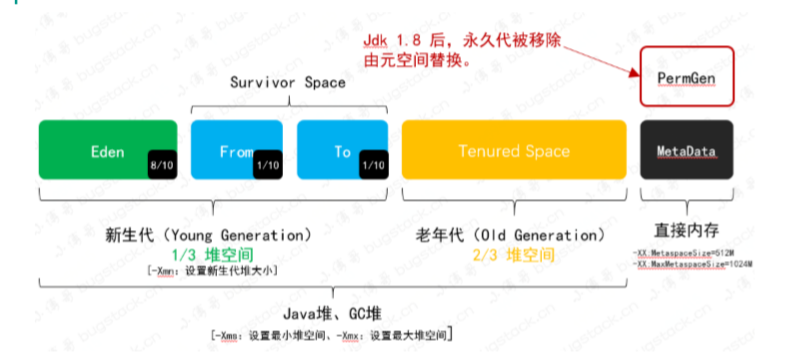 Jdk 1.8 后，永久代被移除
由元空间替换。
PermGen
Survivor Space
Eden
8/10
From
1/10
To
1/10
Tenured Space
MetaData
新生代（Young Generation）
1/3 堆空间
[-Xmn：设置新生代堆大小]
老年代（Old Generation）
2/3 堆空间
直接内存
-XX:MetaspaceSize=512M
-XX:MaxMetaspaceSize=1024M
Java堆、GC堆
[-Xms：设置最小堆空间、-Xmx：设置最大堆空间]
小傅哥 bugstack.cn